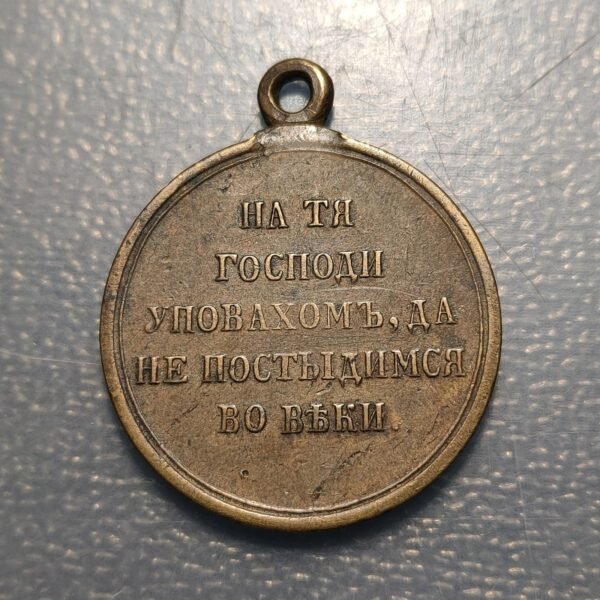 НА ТЯ
ГОСПОДИ
УПОВАХОМЪ, ДА
НЕ ПОСТЫДИМСЯ
ВО ВѢКИ